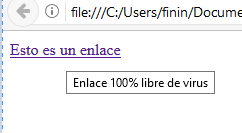 file:///C:/Users/finin/Docume
Esto es un enlace
Enlace 100% libre de virus